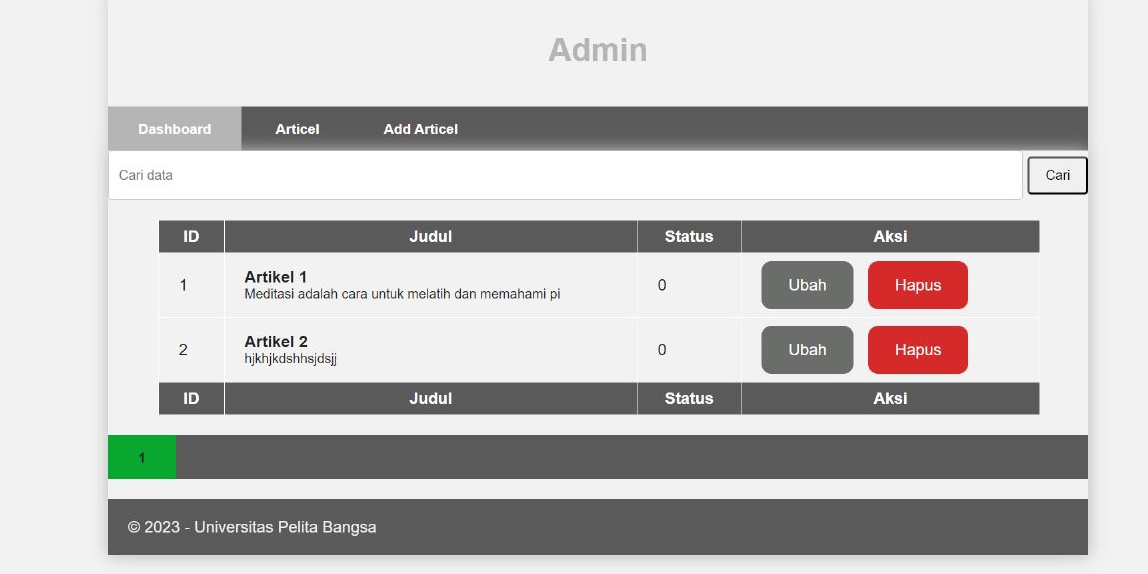 Admin
Dashboard Articel Add Articel
Cari data Cari
ID Judul Status Aksi
1 Artikel 1 0 Ubah Hapus
Meditasi adalah cara untuk melatih dan memahami pi
2 Artikel 2 0 Ubah Hapus
hjkhjkdshhsjdsjj
ID Judul Status Aksi
1
© 2023 - Universitas Pelita Bangsa